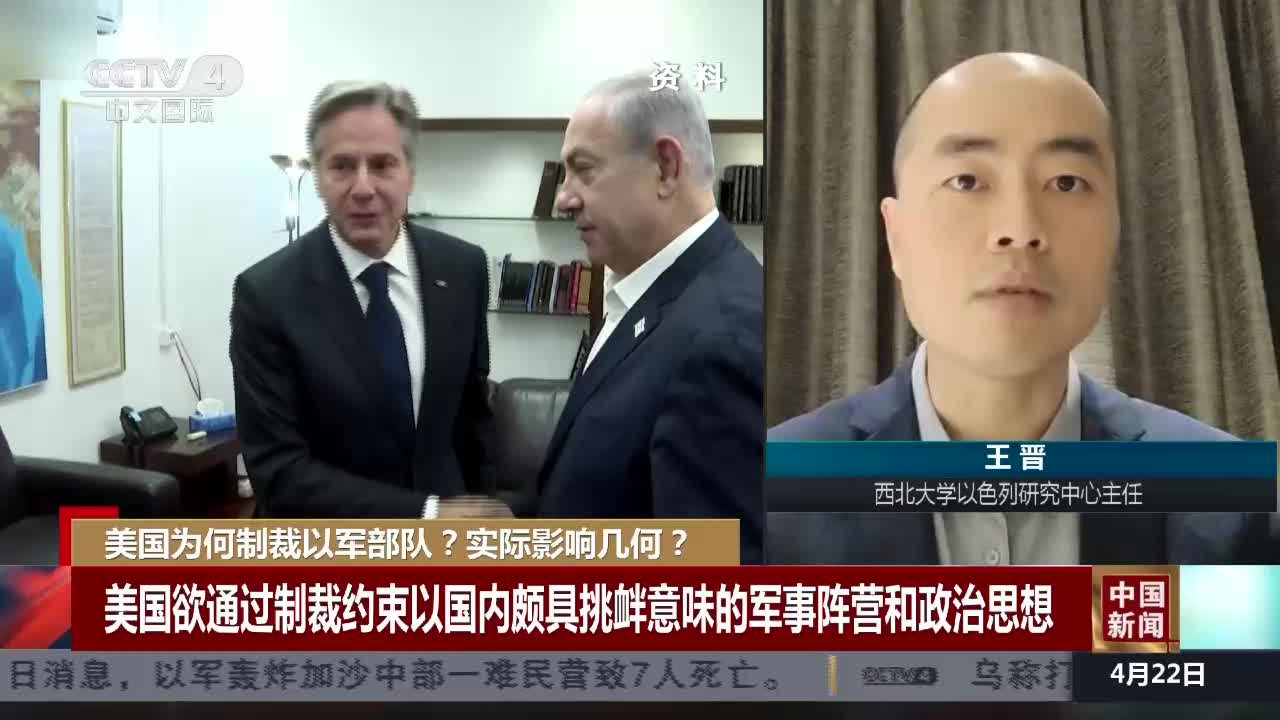 CCTV 4
中文国际
资料
王晋
西北大学以色列研究中心主任
美国为何制裁以军部队？实际影响几何？
美国欲通过制裁约束以国内颇具挑衅意味的军事阵营和政治思想
中国
新闻
日消息，以军轰炸加沙中部一难民营致7人死亡。 CCTV 4 乌称打
4月22日